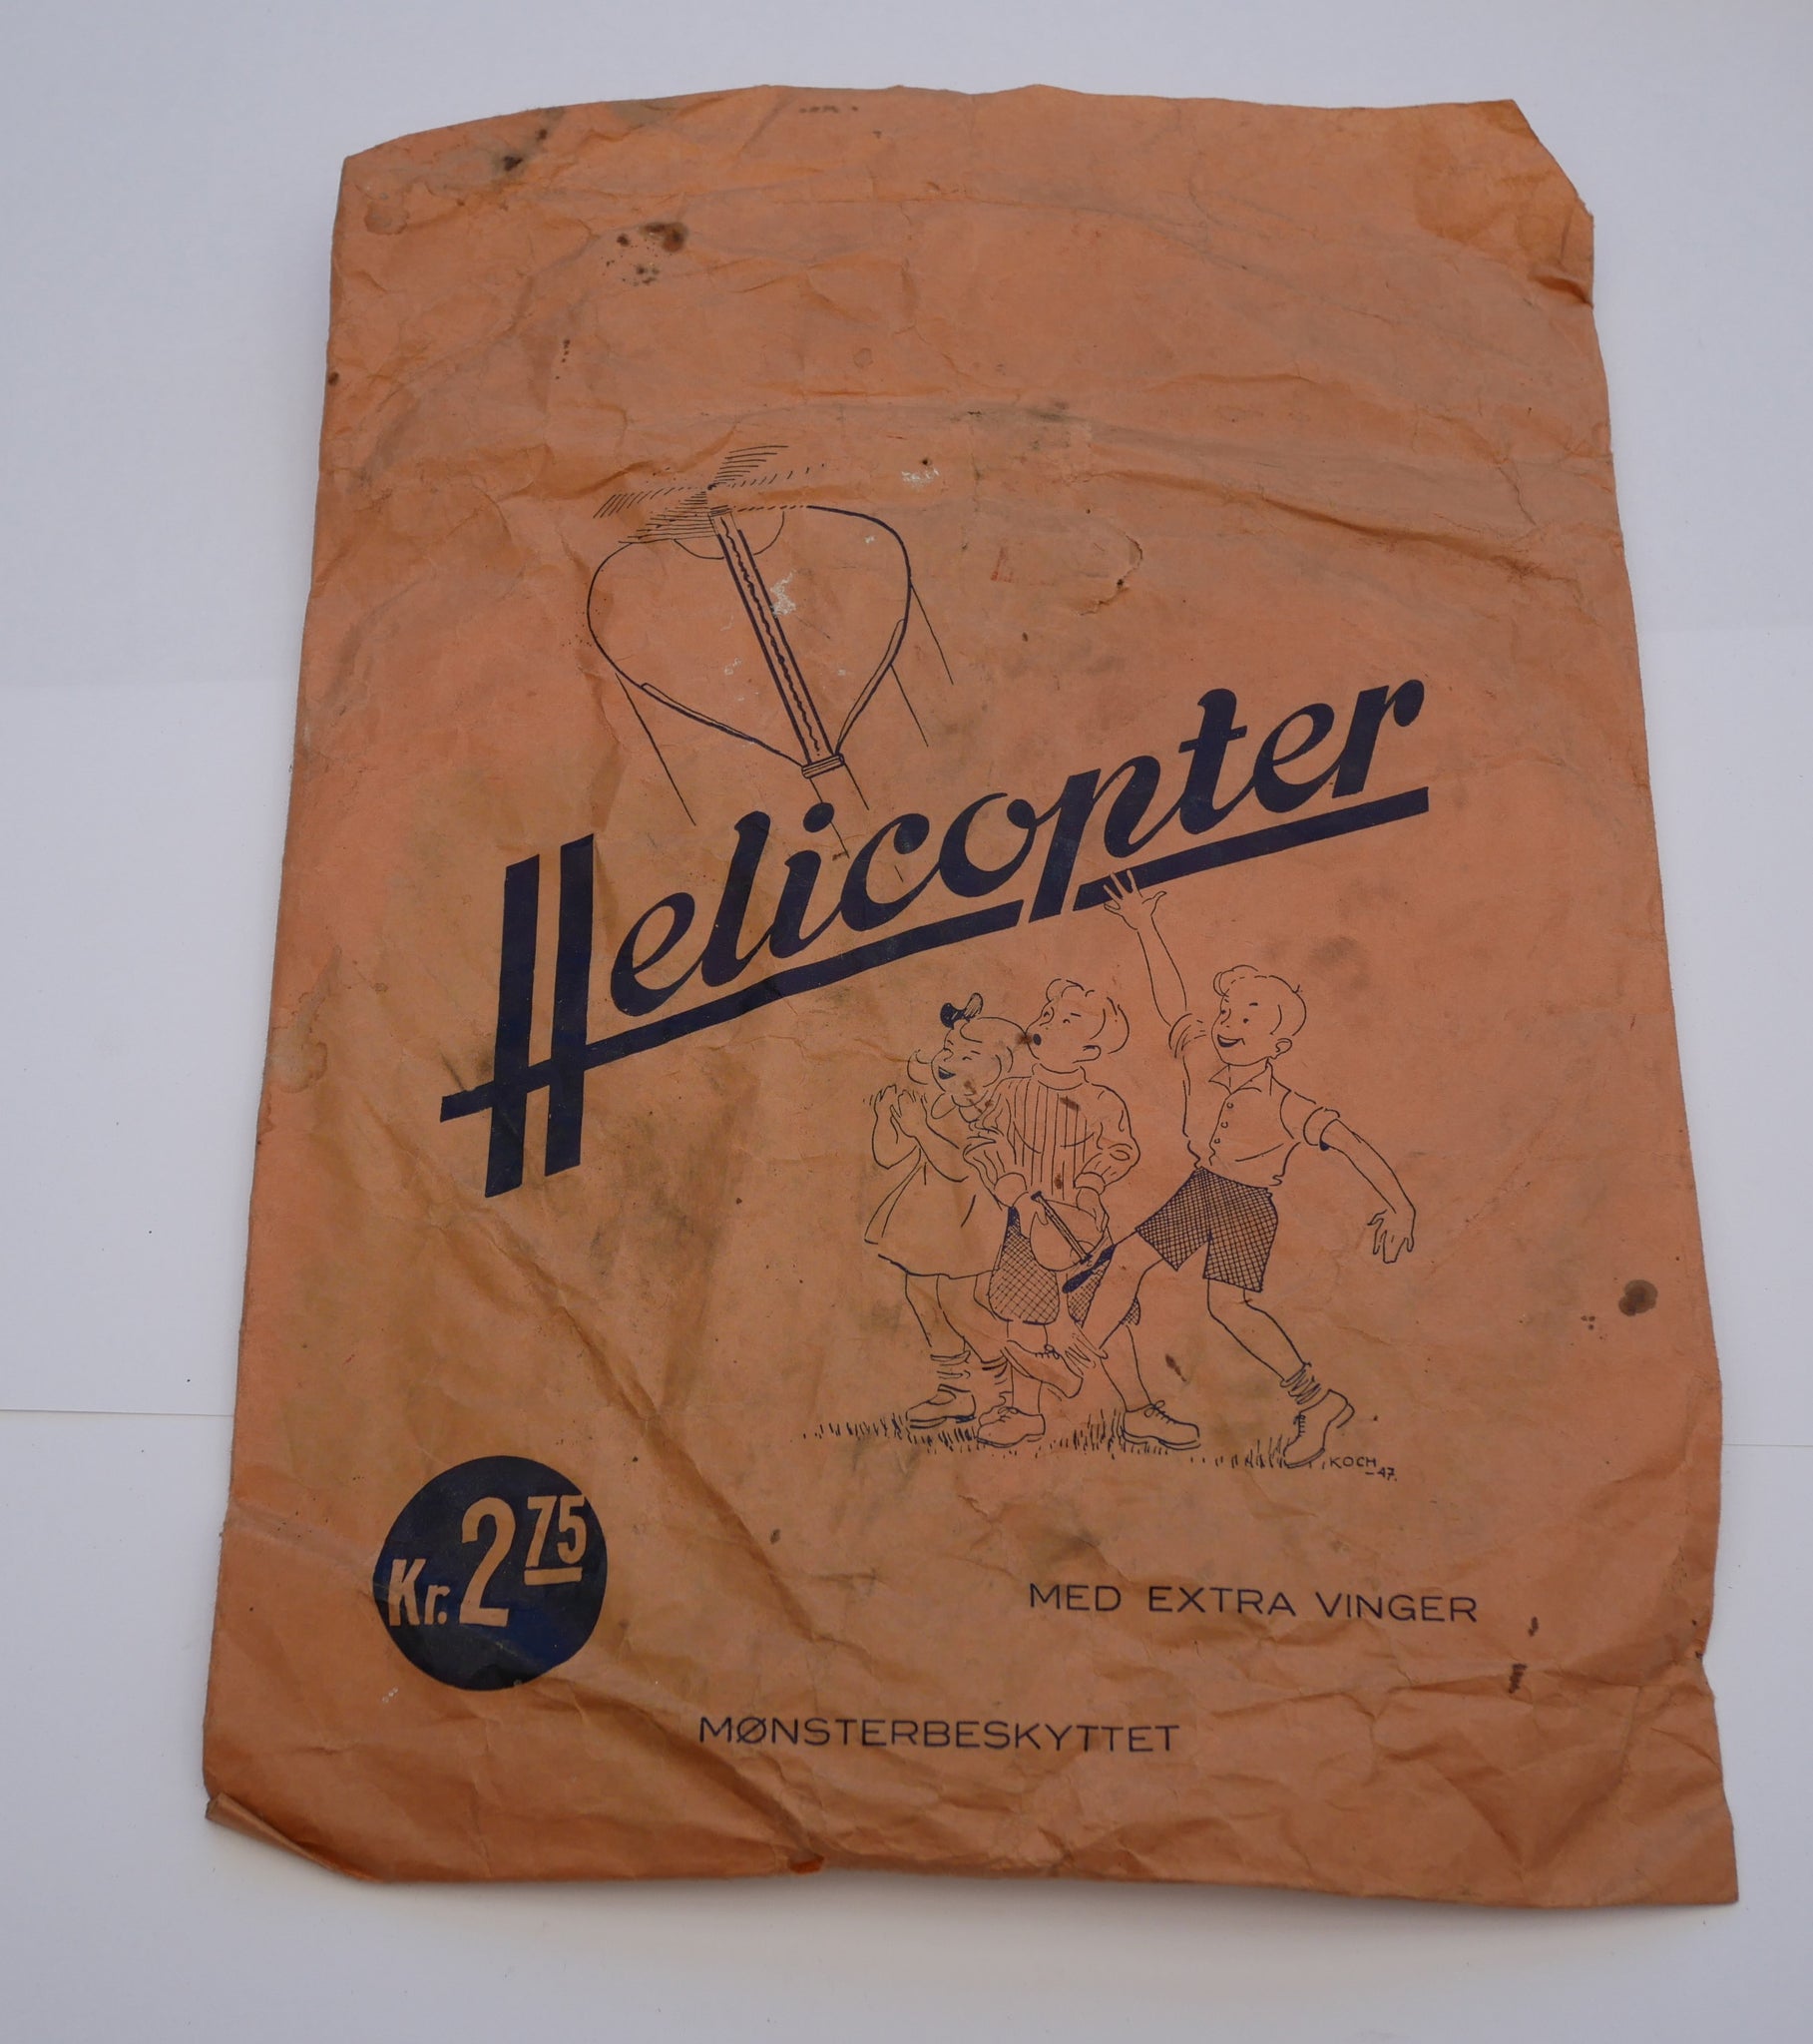 Helicopter
KOCH
-47.
Kr. 2 75
MED EXTRA VINGER
MØNSTERBESKYTTET